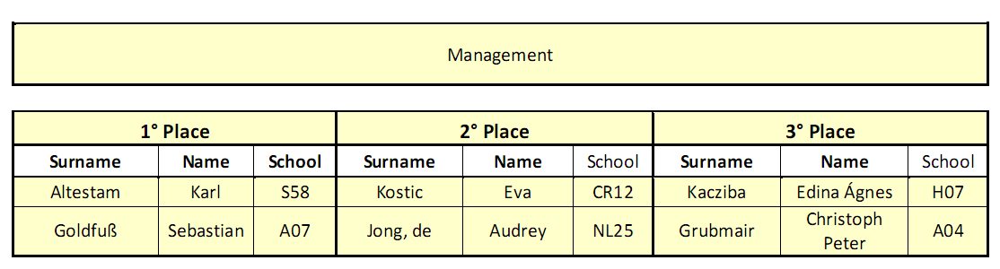 Management
1° Place 2° Place 3° Place
Surname Name School Surname Name School Surname Name School
Altestam Karl S58 Kostic Eva CR12 Kacziba Edina Ágnes H07
Goldfuß Sebastian A07 Jong, de Audrey NL25 Grubmair Christoph Peter A04